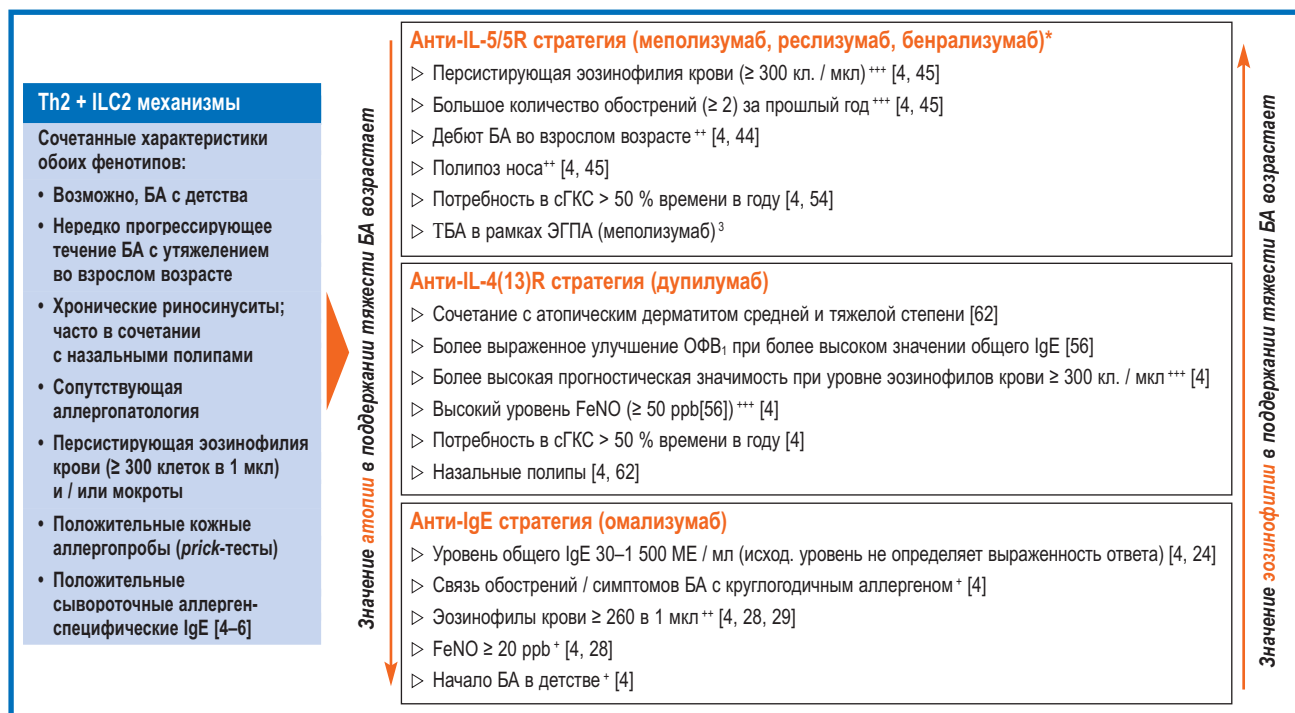 Th2 + ILC2 механизмы
Сочетанные характеристики
обоих фенотипов:
• Возможно, БА с детства
• Нередко прогрессирующее
течение БА с утяжелением
во взрослом возрасте
• Хронические риносинуситы;
часто в сочетании
с назальными полипами
• Сопутствующая
аллергопатология
• Персистирующая эозинофилия
крови (≥ 300 клеток в 1 мкл)
и / или мокроты
• Положительные кожные
аллергопробы (prick-тесты)
• Положительные
сывороточные аллерген-
специфические IgE [4–6]
Значение атопии в поддержании тяжести БА возрастает
Анти-IL-5/5R стратегия (меполизумаб, реслизумаб, бенрализумаб)*
▷ Персистирующая эозинофилия крови (≥ 300 кл. / мкл) +++ [4, 45]
▷ Большое количество обострений (≥ 2) за прошлый год +++ [4, 45]
▷ Дебют БА во взрослом возрасте ++ [4, 44]
▷ Полипоз носа++ [4, 45]
▷ Потребность в сГКС > 50 % времени в году [4, 54]
▷ ТБА в рамках ЭГПА (меполизумаб) 3
Анти-IL-4(13)R стратегия (дупилумаб)
▷ Сочетание с атопическим дерматитом средней и тяжелой степени [62]
▷ Более выраженное улучшение ОФВ1 при более высоком значении общего IgE [56]
▷ Более высокая прогностическая значимость при уровне эозинофилов крови ≥ 300 кл. / мкл +++ [4]
▷ Высокий уровень FeNO (≥ 50 ppb[56]) +++ [4]
▷ Потребность в сГКС > 50 % времени в году [4]
▷ Назальные полипы [4, 62]
Анти-IgE стратегия (омализумаб)
▷ Уровень общего IgE 30–1 500 МЕ / мл (исход. уровень не определяет выраженность ответа) [4, 24]
▷ Связь обострений / симптомов БА с круглогодичным аллергеном + [4]
▷ Эозинофилы крови ≥ 260 в 1 мкл ++ [4, 28, 29]
▷ FeNO ≥ 20 ppb + [4, 28]
▷ Начало БА в детстве + [4]
Значение эозинофилии в поддержании тяжести БА возрастает